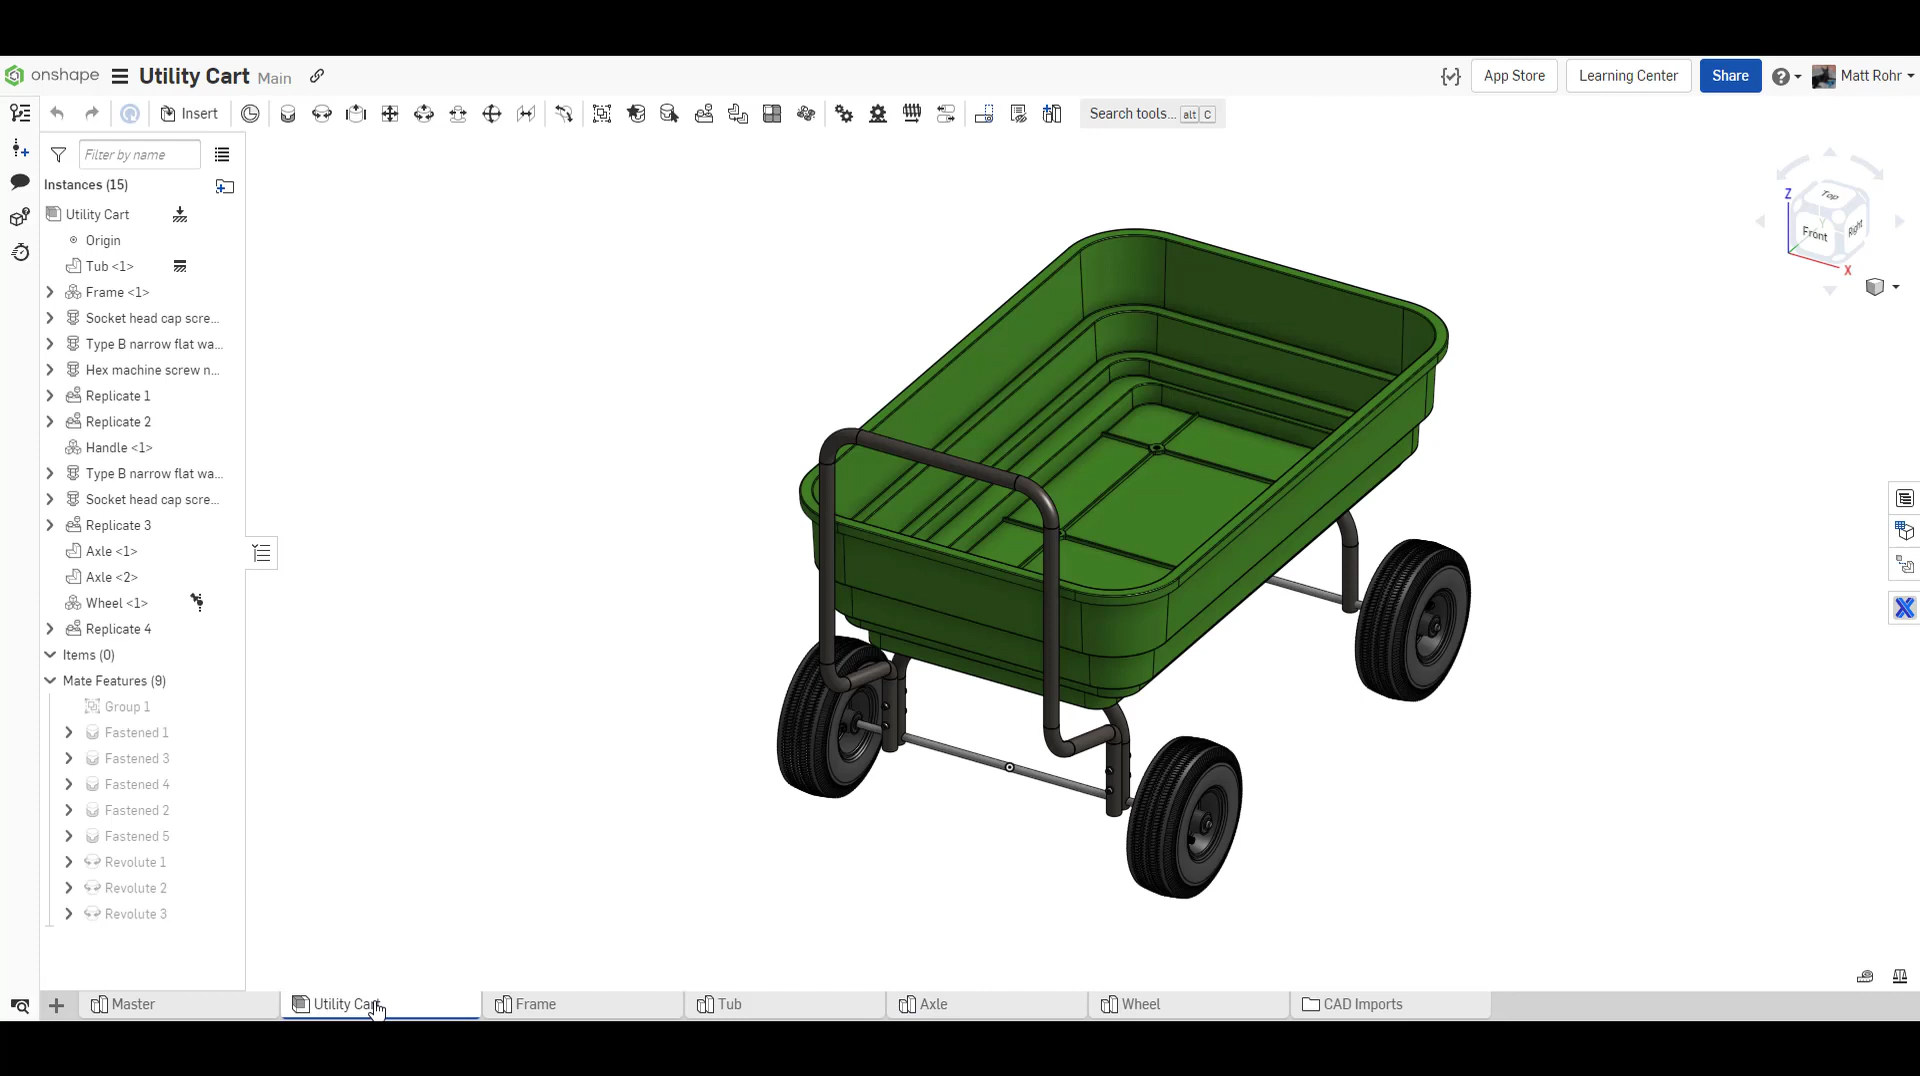 onshape Utility Cart Main App Store Learning Center Share Matt Rohr
Insert Search tools... alt C
Filter by name
Instances (15)
Utility Cart
Origin
Tub <1>
Frame <1>
Socket head cap scre...
Type B narrow flat wa...
Hex machine screw n...
Replicate 1
Replicate 2
Handle <1>
Type B narrow flat wa...
Socket head cap scre...
Replicate 3
Axle <1>
Axle <2>
Wheel <1>
Replicate 4
Items (0)
Mate Features (9)
Group 1
Fastened 1
Fastened 3
Fastened 4
Fastened 2
Fastened 5
Revolute 1
Revolute 2
Revolute 3
Z
Top
Front
Right
Y
X
Master Utility Cart Frame Tub Axle Wheel CAD Imports